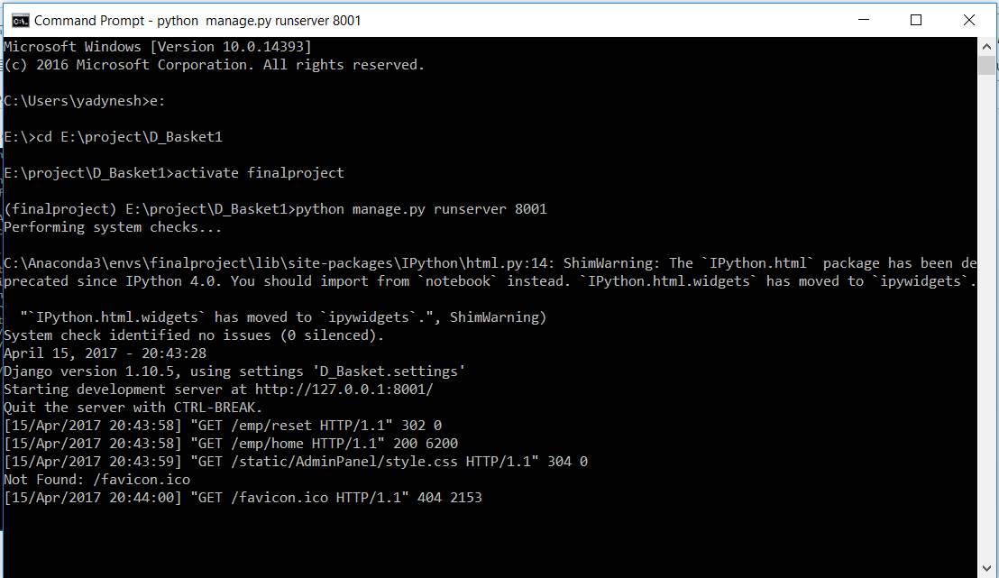 Command Prompt - python  manage.py runserver 8001
Microsoft Windows [Version 10.0.14393]
(c) 2016 Microsoft Corporation. All rights reserved.
C:\Users\yadynesh>e:
E:\>cd E:\project\D_Basket1
E:\project\D_Basket1>activate finalproject
(finalproject) E:\project\D_Basket1>python manage.py runserver 8001
Performing system checks...
C:\Anaconda3\envs\finalproject\lib\site-packages\IPython\html.py:14: ShimWarning: The `IPython.html` package has been de
precated since IPython 4.0. You should import from `notebook` instead. `IPython.html.widgets` has moved to `ipywidgets`.
  "`IPython.html.widgets` has moved to `ipywidgets`.", ShimWarning)
System check identified no issues (0 silenced).
April 15, 2017 - 20:43:28
Django version 1.10.5, using settings 'D_Basket.settings'
Starting development server at http://127.0.0.1:8001/
Quit the server with CTRL-BREAK.
[15/Apr/2017 20:43:58] "GET /emp/reset HTTP/1.1" 302 0
[15/Apr/2017 20:43:58] "GET /emp/home HTTP/1.1" 200 6200
[15/Apr/2017 20:43:59] "GET /static/AdminPanel/style.css HTTP/1.1" 304 0
Not Found: /favicon.ico
[15/Apr/2017 20:44:00] "GET /favicon.ico HTTP/1.1" 404 2153